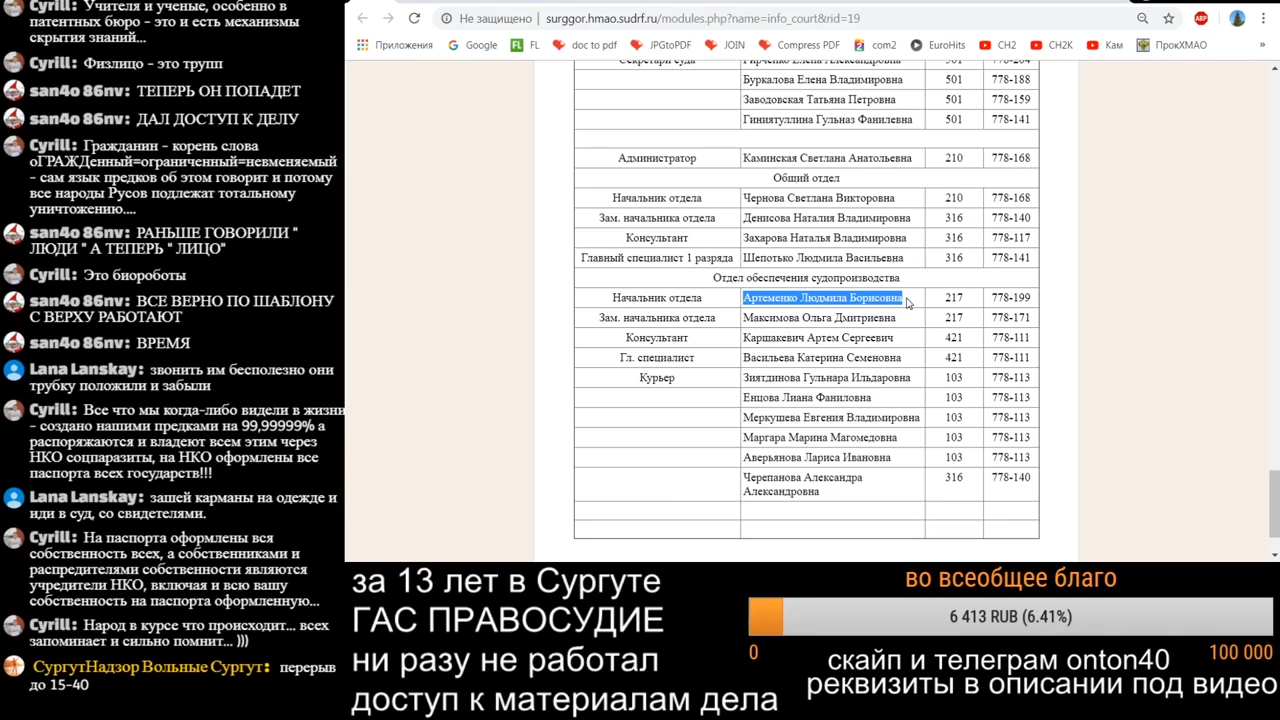 Cyrill: Учителя и ученые, особенно в
патентных бюро - это и есть механизмы
скрытия знаний...
Cyrill: Физлицо - это трупп
san4o 86nv: ТЕПЕРЬ ОН ПОПАДЕТ
san4o 86nv: ДАЛ ДОСТУП К ДЕЛУ
Cyrill: Гражданин - корень слова
оГРАЖДенный=ограниченный=невменяемый
- сам язык предков об этом говорит и потому
все народы Русов подлежат тотальному
уничтожению....
san4o 86nv: РАНЬШЕ ГОВОРИЛИ "
ЛЮДИ " А ТЕПЕРЬ " ЛИЦО"
Cyrill: Это биороботы
san4o 86nv: ВСЕ ВЕРНО ПО ШАБЛОНУ
С ВЕРХУ РАБОТАЮТ
san4o 86nv: ВРЕМЯ
Lana Lanskay: звонить им бесполезно они
трубку положили и забыли
Cyrill: Все что мы когда-либо видели в жизни
- создано нашими предками на 99,99999% а
распоряжаются и владеют всем этим через
НКО соцпаразиты, на НКО оформлены все
паспорта всех государств!!!
Lana Lanskay: зашей карманы на одежде и
иди в суд, со свидетелями.
Cyrill: На паспорта оформлены вся
собственность всех, а собственниками и
распредителями собственности являются
учредители НКО, включая и всю вашу
собственность на паспорта оформленную...
Cyrill: Народ в курсе что происходит... всех
запоминает и сильно помнит... )))
СургутНадзор Вольные Сургут: перерыв
до 15-40
Не защищено | surggor.hmao.sudrf.ru/modules.php?name=info_court&rid=19
ABP
Приложения Google FL FL doc to pdf JPGtoPDF JOIN Compress PDF com2 EuroHits CH2 CH2K Кам ПрокХМАО »
Секретари суда
Буркалова Елена Владимировна 501 778-188
Заводовская Татьяна Петровна 501 778-159
Гиниятуллина Гульназ Фанилевна 501 778-141
Администратор Каминская Светлана Анатольевна 210 778-168
Общий отдел
Начальник отдела Чернова Светлана Викторовна 210 778-168
Зам. начальника отдела Денисова Наталия Владимировна 316 778-140
Консультант Захарова Наталья Владимировна 316 778-117
Главный специалист 1 разряда Шепотько Людмила Васильевна 316 778-141
Отдел обеспечения судопроизводства
Начальник отдела Артеменко Людмила Борисовна 217 778-199
Зам. начальника отдела Максимова Ольга Дмитриевна 217 778-171
Консультант Каршакевич Артем Сергеевич 421 778-111
Гл. специалист Васильева Катерина Семеновна 421 778-111
Курьер Зиятдинова Гульнара Ильдаровна 103 778-113
Енцова Лиана Фаниловна 103 778-113
Меркушева Евгения Владимировна 103 778-113
Маргара Марина Магомедовна 103 778-113
Аверьянова Лариса Ивановна 103 778-113
Черепанова Александра 316 778-140
Александровна
за 13 лет в Сургуте
ГАС ПРАВОСУДИЕ
ни разу не работал
доступ к материалам дела
во всеобщее благо
6 413 RUB (6.41%)
0 100 000
скайп и телеграм onton40
реквизиты в описании под видео